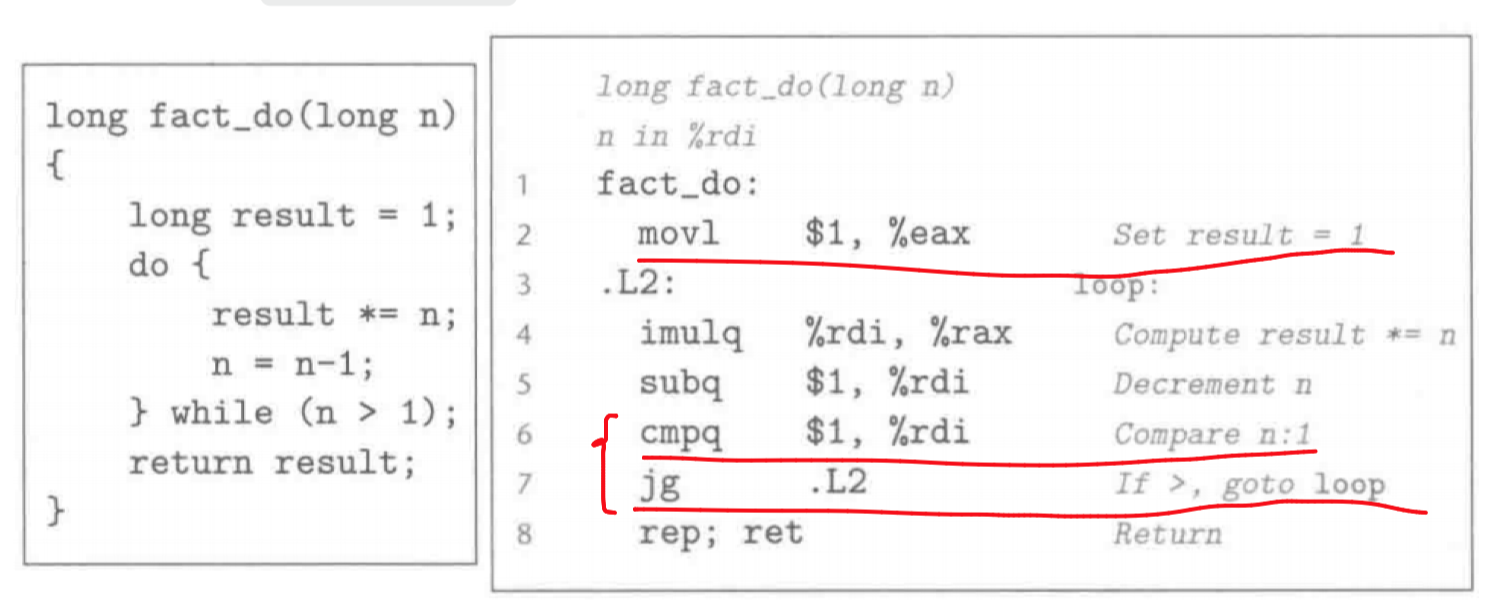 long fact_do(long n)
{
long result = 1;
do {
result *= n;
n = n-1;
} while (n > 1);
return result;
}
long fact_do(long n)
n in %rdi
1 fact_do:
2 movl $1, %eax Set result = 1
3 .L2: loop:
4 imulq %rdi, %rax Compute result *= n
5 subq $1, %rdi Decrement n
6 cmpq $1, %rdi Compare n:1
7 jg .L2 If >, goto loop
8 rep; ret Return